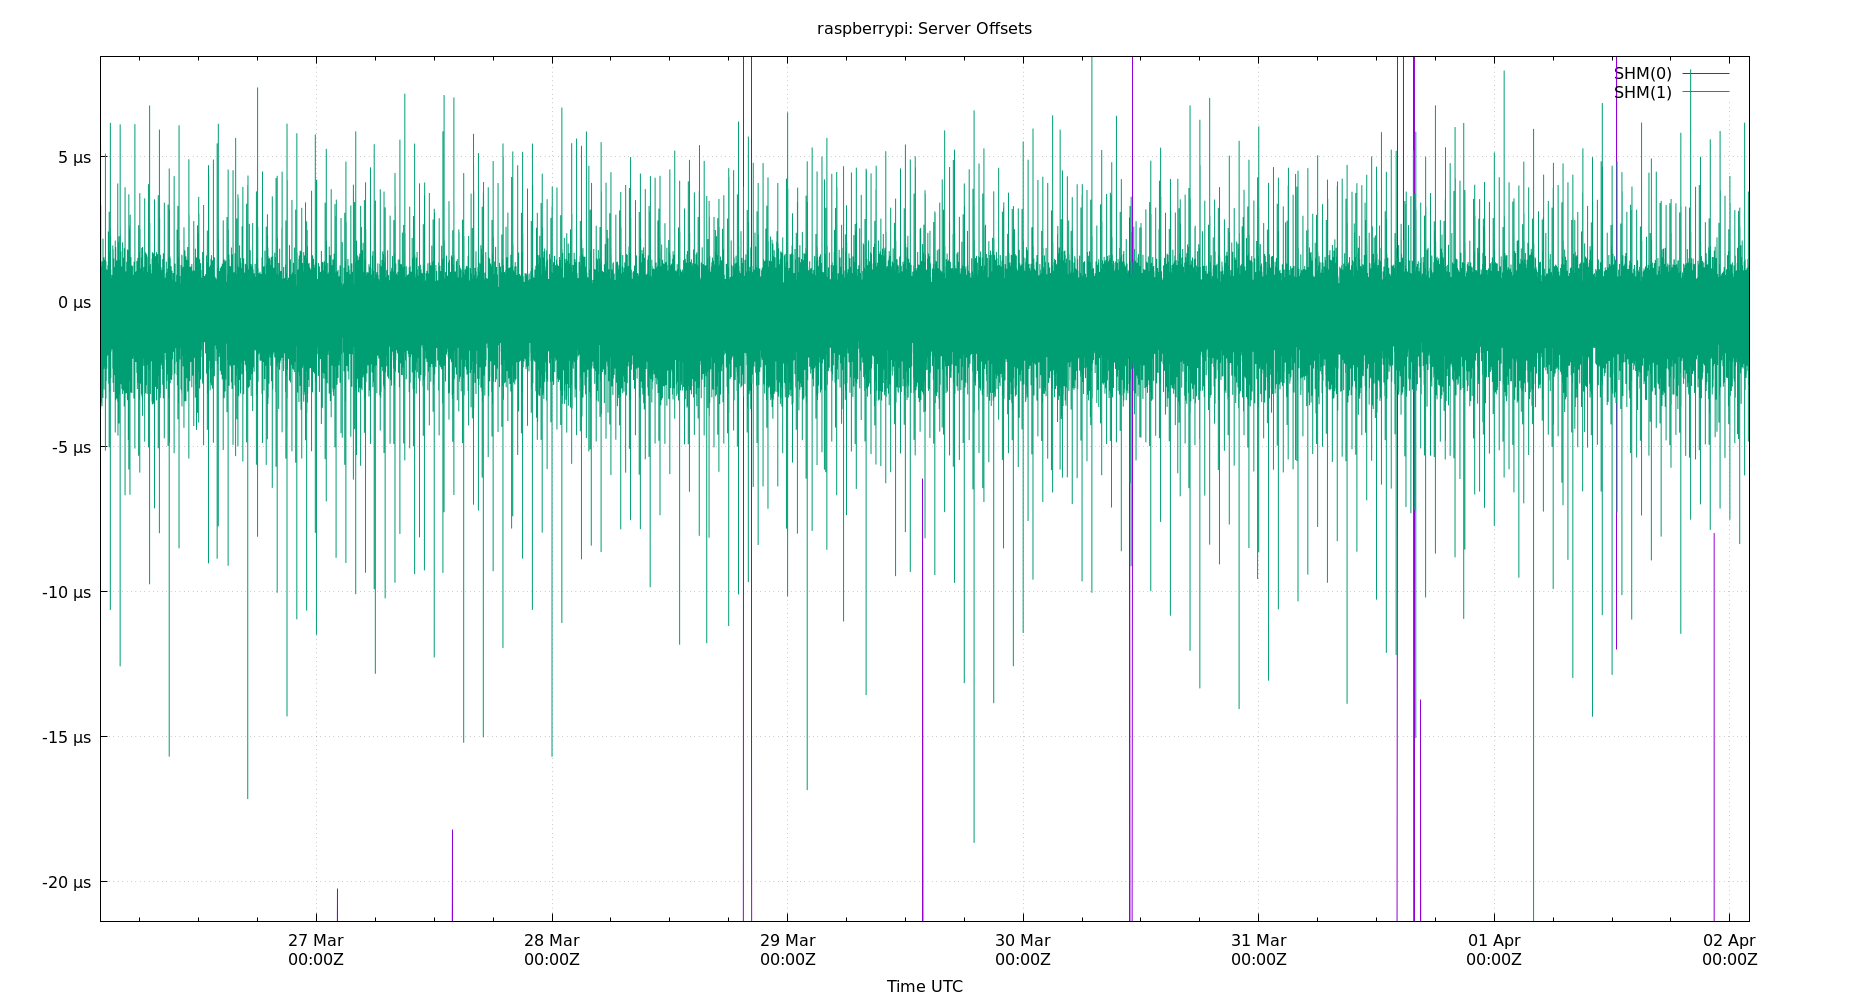 raspberrypi: Server Offsets
SHM(0)
SHM(1)
5 µs
0 µs
-5 µs
-10 µs
-15 µs
-20 µs
27 Mar
00:00Z
28 Mar
00:00Z
29 Mar
00:00Z
30 Mar
00:00Z
31 Mar
00:00Z
01 Apr
00:00Z
02 Apr
00:00Z
Time UTC